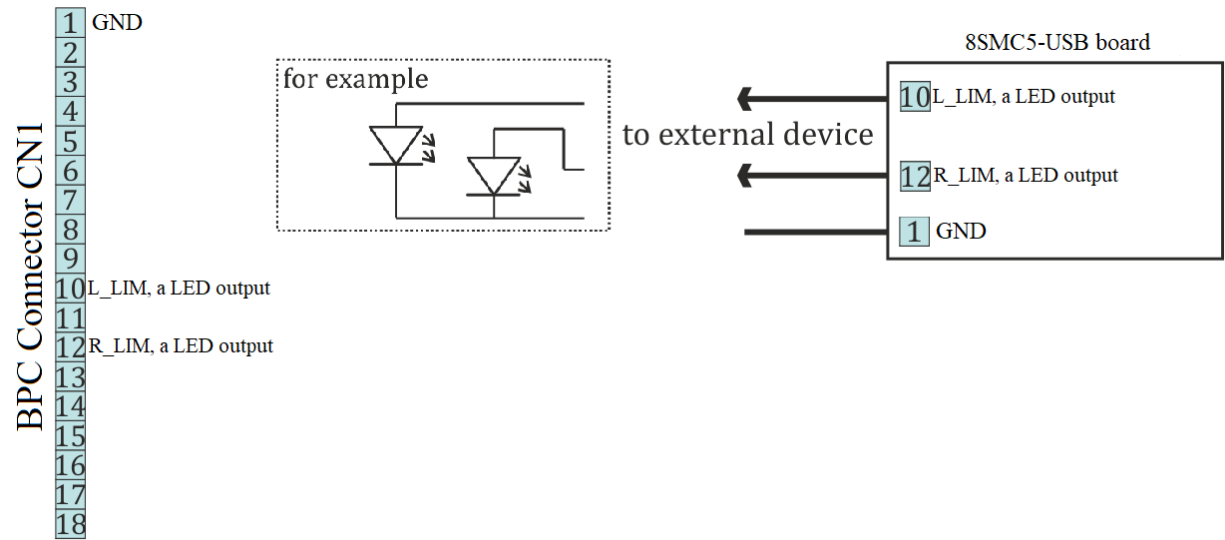 BPC Connector CN1
1 GND
2
3
4
5
6
7
8
9
10 L_LIM, a LED output
11
12 R_LIM, a LED output
13
14
15
16
17
18
for example
to external device
8SMC5-USB board
10 L_LIM, a LED output
12 R_LIM, a LED output
1 GND